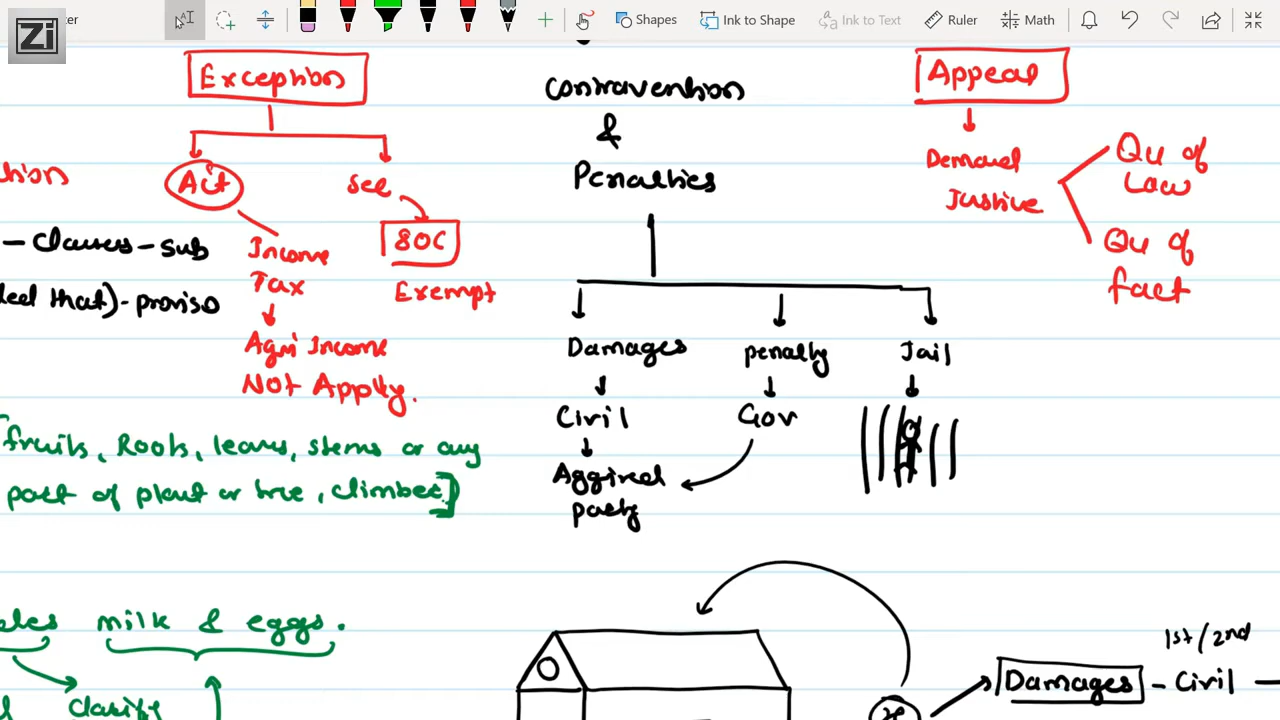 Shapes
Ink to Shape
Ink to Text
Ruler
Math
Zi
Exception
Act
Sec
80C
Exempt
Income
Tax
Agri Income
Not Apply.
- Clauses - sub
that) - proviso
fruits, Roots, leaves, stems or any
part of plant or tree, climber]
milk & eggs.
clarify
Contravention
&
Penalties
Damages
penalty
Jail
Civil
Gov
party
Appeal
Demand
Justice
Qu of
Law
Qu of
fact
1st/2nd
Damages - Civil -